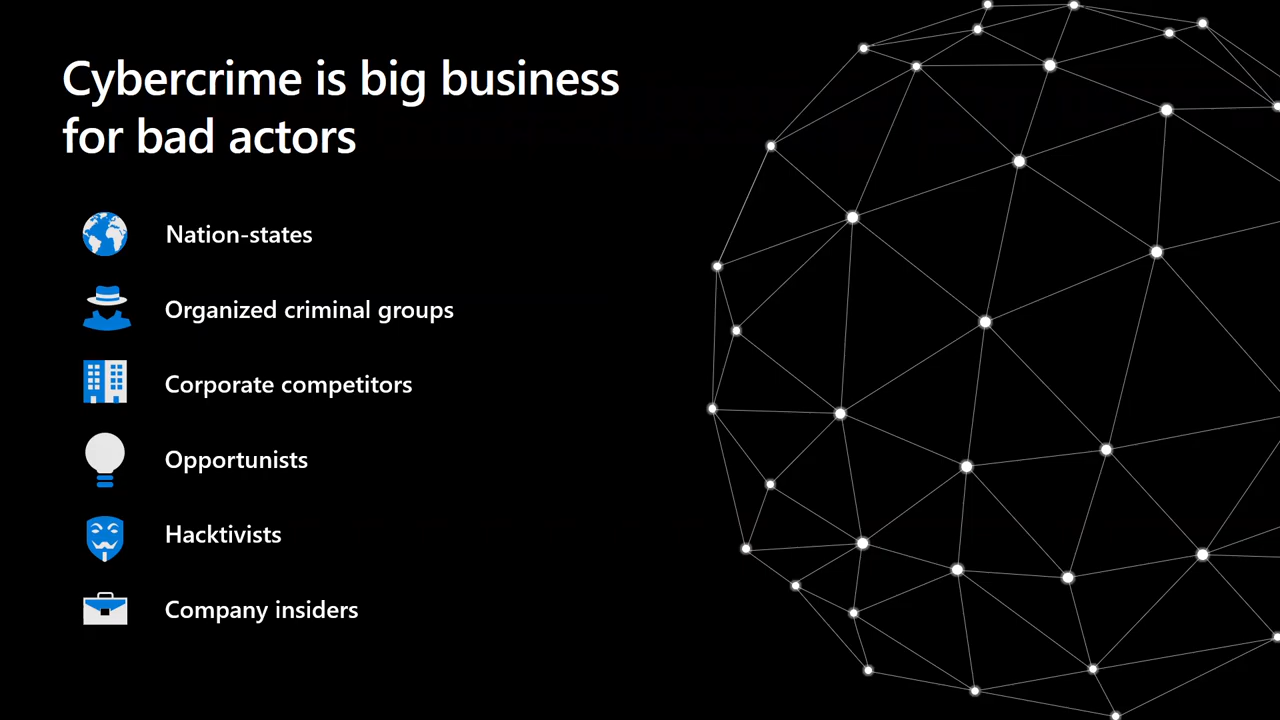 Cybercrime is big business
for bad actors
Nation-states
Organized criminal groups
Corporate competitors
Opportunists
Hacktivists
Company insiders